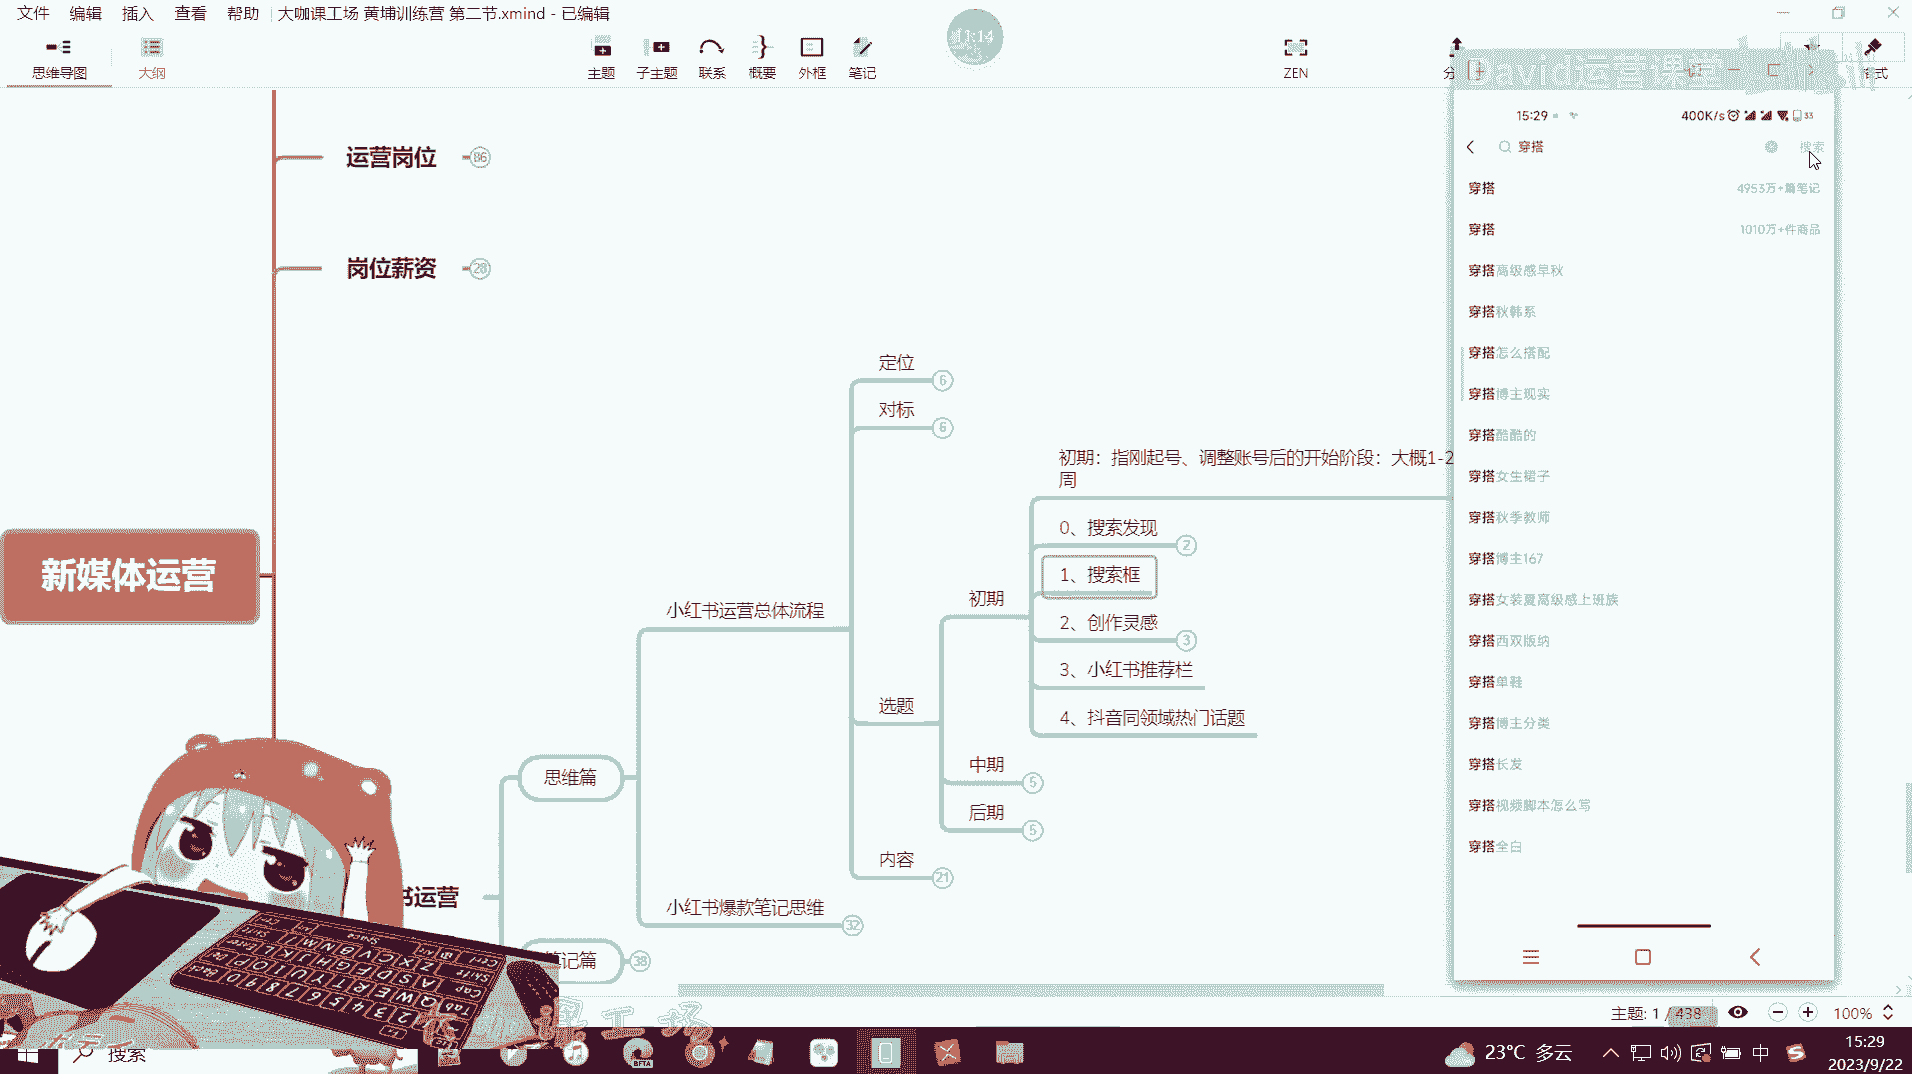 文件 编辑 插入 查看 帮助 大咖课工场 黄埔训练营 第二节.xmind - 已编辑
思维导图 大纲 主题 子主题 联系 概要 外框 笔记 ZEN
11:14
David运营课堂
运营岗位 86
岗位薪资 28
新媒体运营
书运营
思维篇
笔记篇 38
小红书运营总体流程
小红书爆款笔记思维 32
定位 6
对标 6
选题
内容 21
初期
中期 5
后期 5
初期：指刚起号、调整账号后的开始阶段：大概1-2
周
0、搜索发现 2
1、搜索框
2、创作灵感 3
3、小红书推荐栏
4、抖音同领域热门话题
15:29 400K/s 33
穿搭 搜索
穿搭 4953万+篇笔记
穿搭 1010万+件商品
穿搭高级感早秋
穿搭秋韩系
穿搭怎么搭配
穿搭博主现实
穿搭酷酷的
穿搭女生裙子
穿搭秋季教师
穿搭博主167
穿搭女装夏高级感上班族
穿搭西双版纳
穿搭单鞋
穿搭博主分类
穿搭长发
穿搭视频脚本怎么写
穿搭全白
主题: 1 / 438 100%
搜索
23°C 多云 中 15:29
2023/9/22